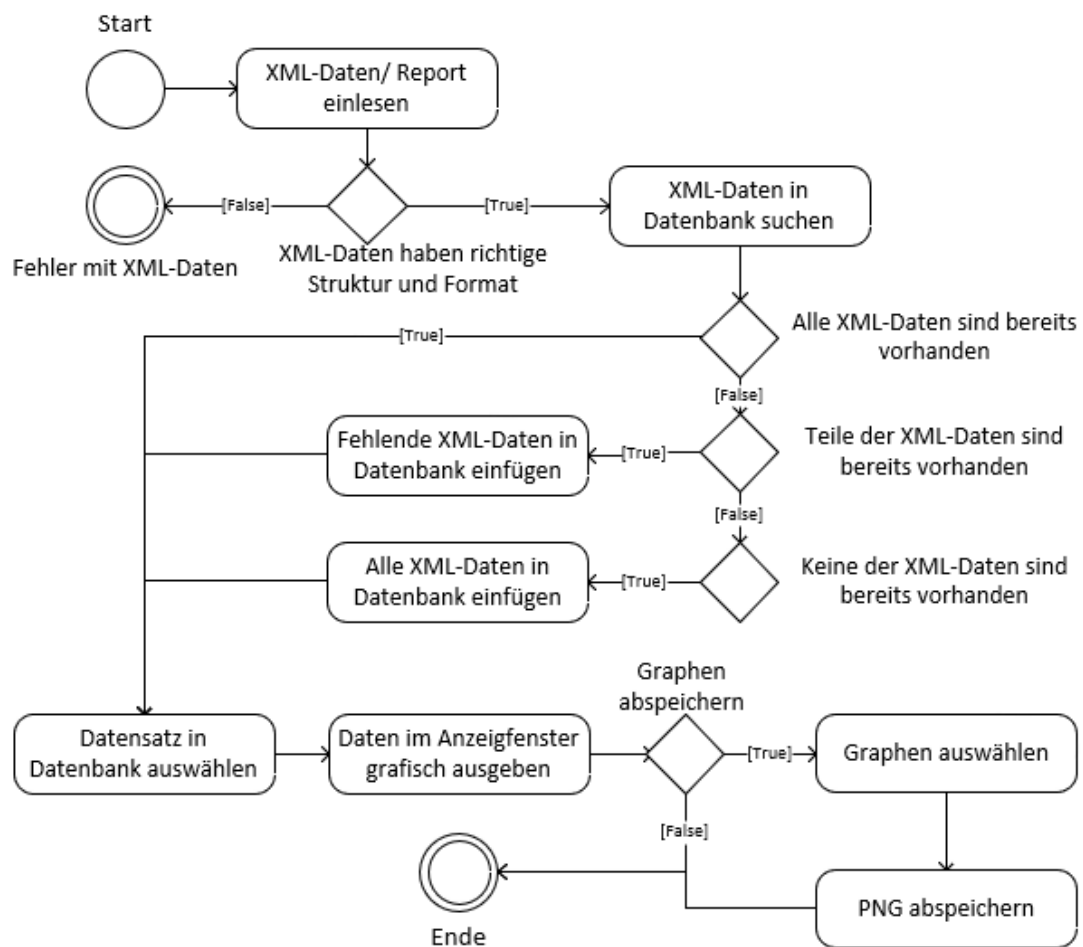 Start
XML-Daten/ Report
einlesen
[False]
[True]
XML-Daten in
Datenbank suchen
Fehler mit XML-Daten
XML-Daten haben richtige
Struktur und Format
[True]
Alle XML-Daten sind bereits
vorhanden
[False]
Fehlende XML-Daten in
Datenbank einfügen
[True]
Teile der XML-Daten sind
bereits vorhanden
[False]
Alle XML-Daten in
Datenbank einfügen
[True]
Keine der XML-Daten sind
bereits vorhanden
Graphen
abspeichern
Datensatz in
Datenbank auswählen
Daten im Anzeigfenster
grafisch ausgeben
[True]
Graphen auswählen
[False]
PNG abspeichern
Ende